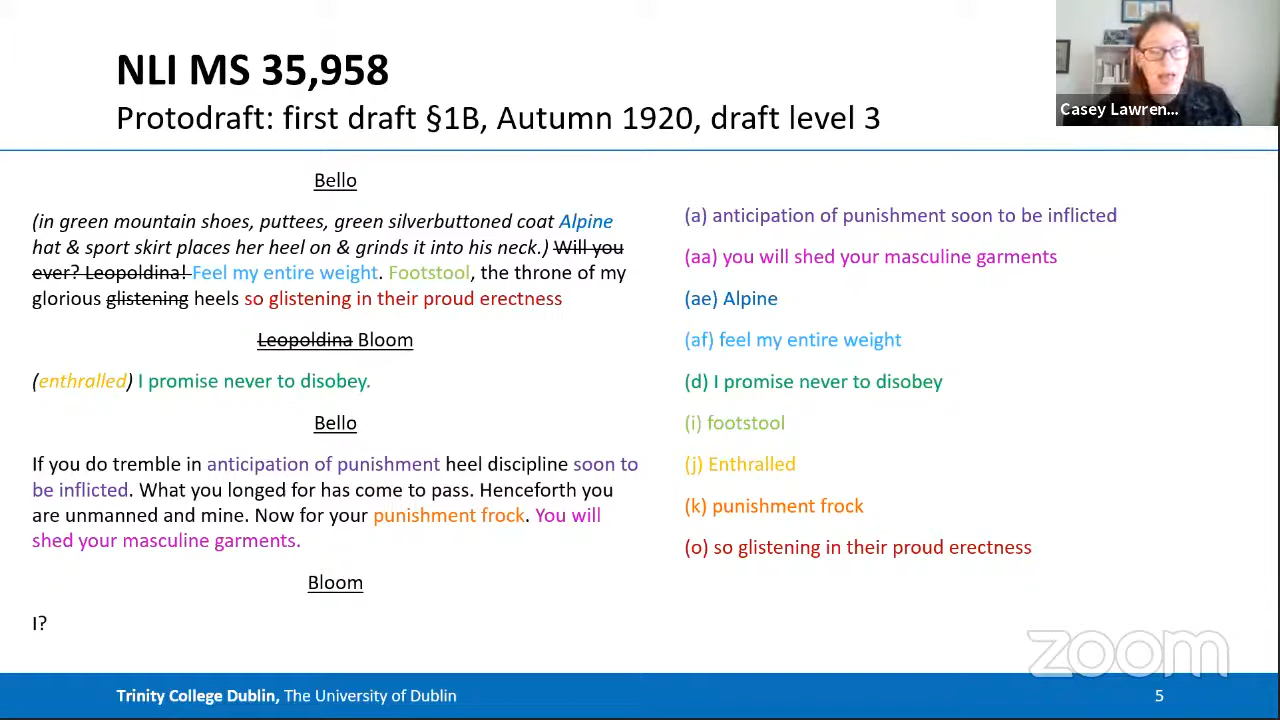 NLI MS 35,958
Protodraft: first draft §1B, Autumn 1920, draft level 3
Casey Lawren...
Bello
(in green mountain shoes, puttees, green silverbuttoned coat Alpine
hat & sport skirt places her heel on & grinds it into his neck.) Will you
ever? Leopoldina! Feel my entire weight. Footstool, the throne of my
glorious glistening heels so glistening in their proud erectness
Leopoldina Bloom
(enthralled) I promise never to disobey.
Bello
If you do tremble in anticipation of punishment heel discipline soon to
be inflicted. What you longed for has come to pass. Henceforth you
are unmanned and mine. Now for your punishment frock. You will
shed your masculine garments.
Bloom
I?
(a) anticipation of punishment soon to be inflicted
(aa) you will shed your masculine garments
(ae) Alpine
(af) feel my entire weight
(d) I promise never to disobey
(i) footstool
(j) Enthralled
(k) punishment frock
(o) so glistening in their proud erectness
zoom
Trinity College Dublin, The University of Dublin
5